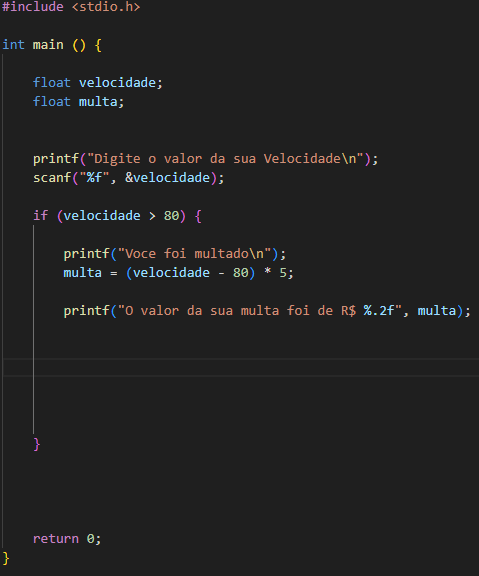 #include <stdio.h>
int main () {
float velocidade;
float multa;
printf("Digite o valor da sua Velocidade\n");
scanf("%f", &velocidade);
if (velocidade > 80) {
printf("Voce foi multado\n");
multa = (velocidade - 80) * 5;
printf("O valor da sua multa foi de R$ %.2f", multa);
}
return 0;
}